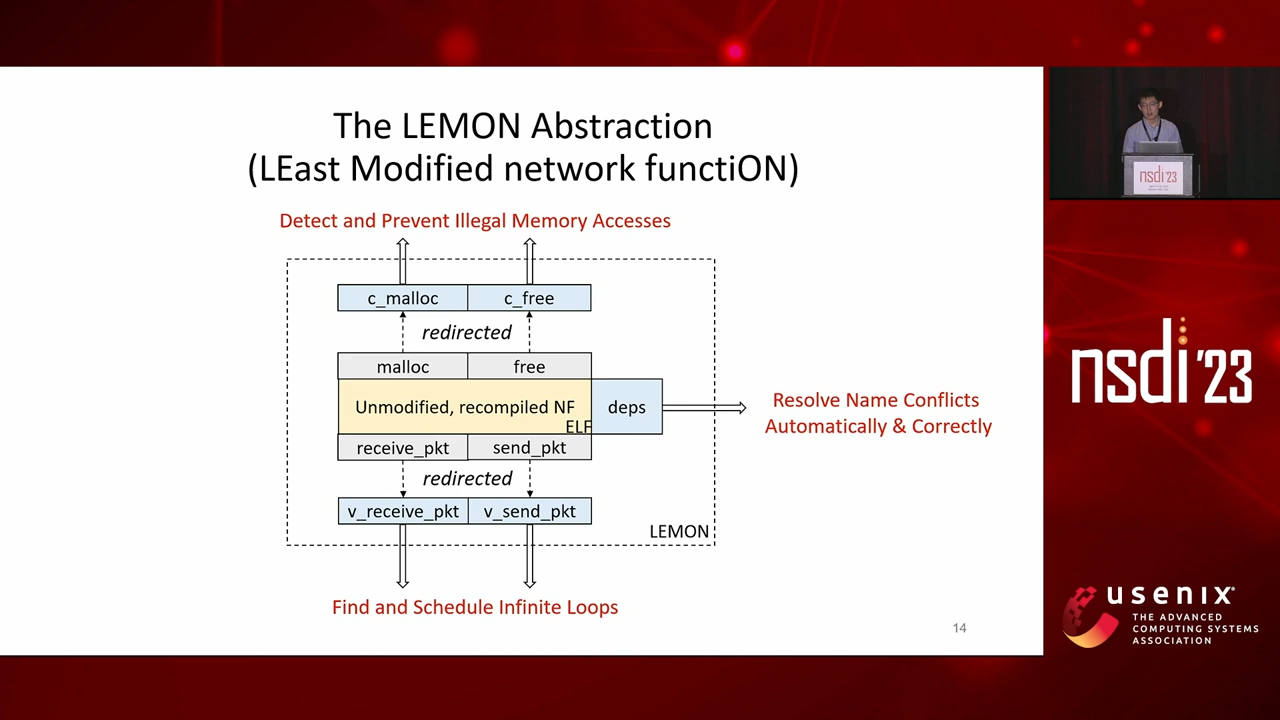 The LEMON Abstraction
(LEast Modified network functiON)
Detect and Prevent Illegal Memory Accesses
c_malloc c_free
redirected
malloc free
Unmodified, recompiled NF
ELF
deps
receive_pkt send_pkt
redirected
v_receive_pkt v_send_pkt
LEMON
Resolve Name Conflicts
Automatically & Correctly
Find and Schedule Infinite Loops
14
nsdi'23
nsdi '23
usenix
THE ADVANCED
COMPUTING SYSTEMS
ASSOCIATION